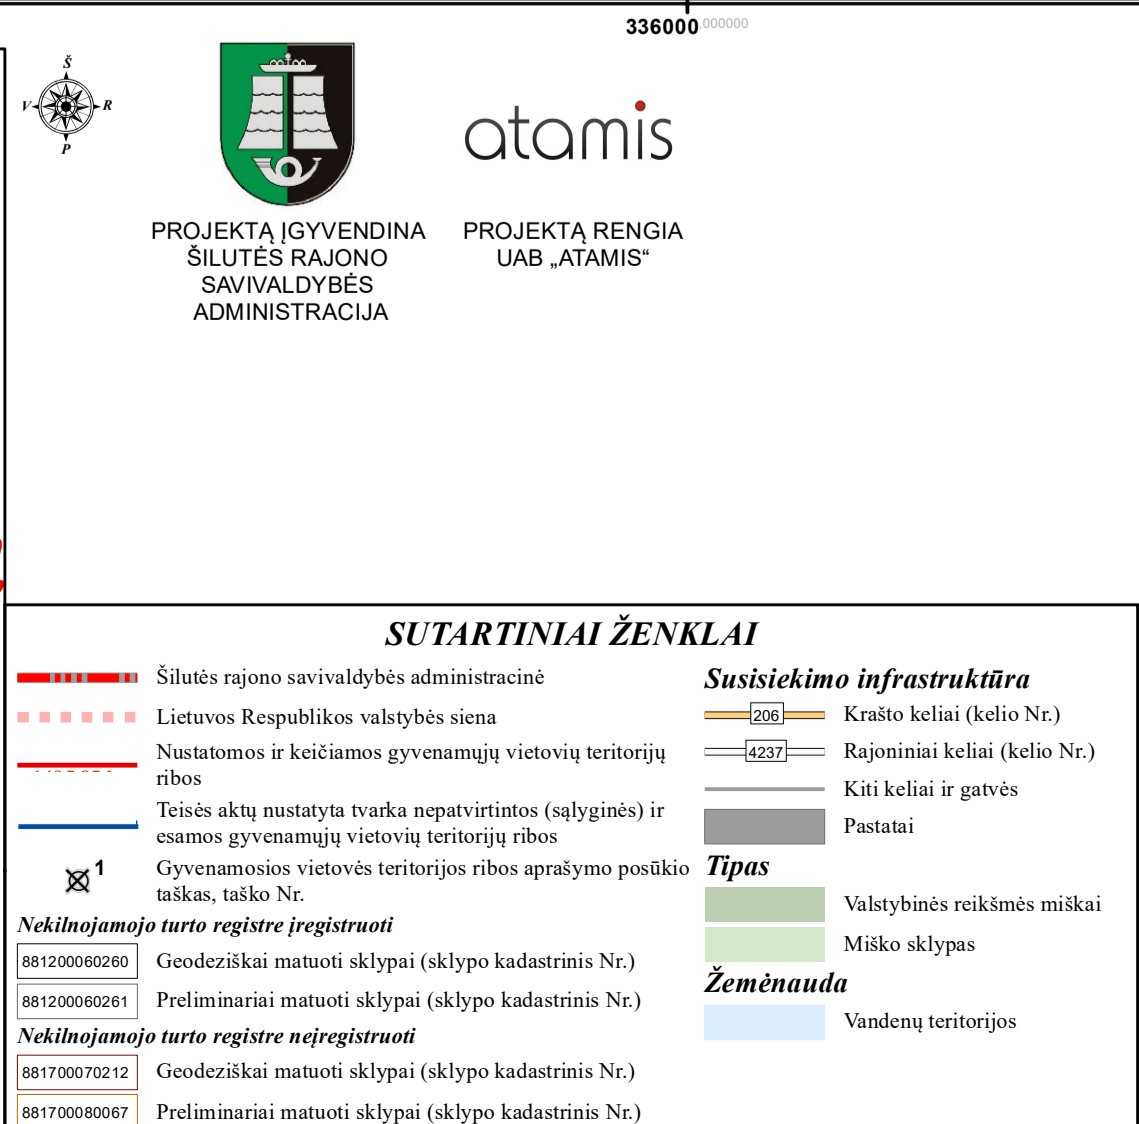 336000,000000
Š
V
R
P
atamis
PROJEKTĄ ĮGYVENDINA
ŠILUTĖS RAJONO
SAVIVALDYBĖS
ADMINISTRACIJA
PROJEKTĄ RENGIA
UAB „ATAMIS“
SUTARTINIAI ŽENKLAI
Šilutės rajono savivaldybės administracinė
Lietuvos Respublikos valstybės siena
Nustatomos ir keičiamos gyvenamųjų vietovių teritorijų
ribos
Teisės aktų nustatyta tvarka nepatvirtintos (sąlyginės) ir
esamos gyvenamųjų vietovių teritorijų ribos
1
Gyvenamosios vietovės teritorijos ribos aprašymo posūkio
taškas, taško Nr.
Nekilnojamojo turto registre įregistruoti
881200060260 Geodeziškai matuoti sklypai (sklypo kadastrinis Nr.)
881200060261 Preliminariai matuoti sklypai (sklypo kadastrinis Nr.)
Nekilnojamojo turto registre neįregistruoti
881700070212 Geodeziškai matuoti sklypai (sklypo kadastrinis Nr.)
881700080067 Preliminariai matuoti sklypai (sklypo kadastrinis Nr.)
Susisiekimo infrastruktūra
206 Krašto keliai (kelio Nr.)
4237 Rajoniniai keliai (kelio Nr.)
Kiti keliai ir gatvės
Pastatai
Tipas
Valstybinės reikšmės miškai
Miško sklypas
Žemėnauda
Vandenų teritorijos